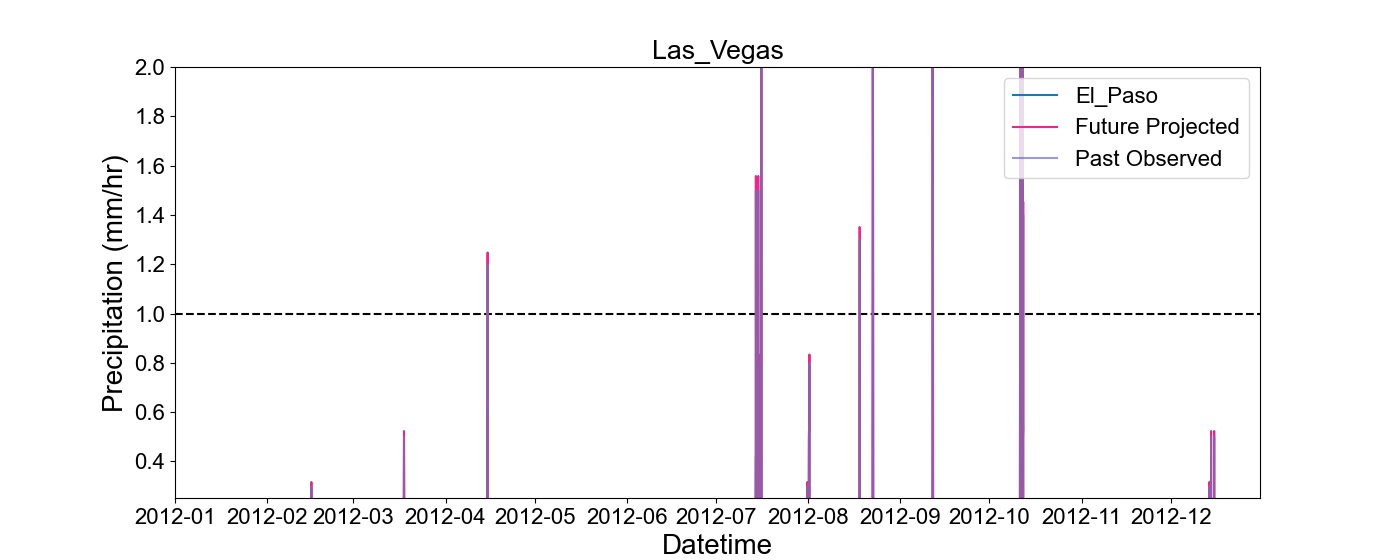 Las_Vegas
Precipitation (mm/hr)
2.0
1.8
1.6
1.4
1.2
1.0
0.8
0.6
0.4
El_Paso
Future Projected
Past Observed
2012-01 2012-02 2012-03 2012-04 2012-05 2012-06 2012-07 2012-08 2012-09 2012-10 2012-11 2012-12
Datetime